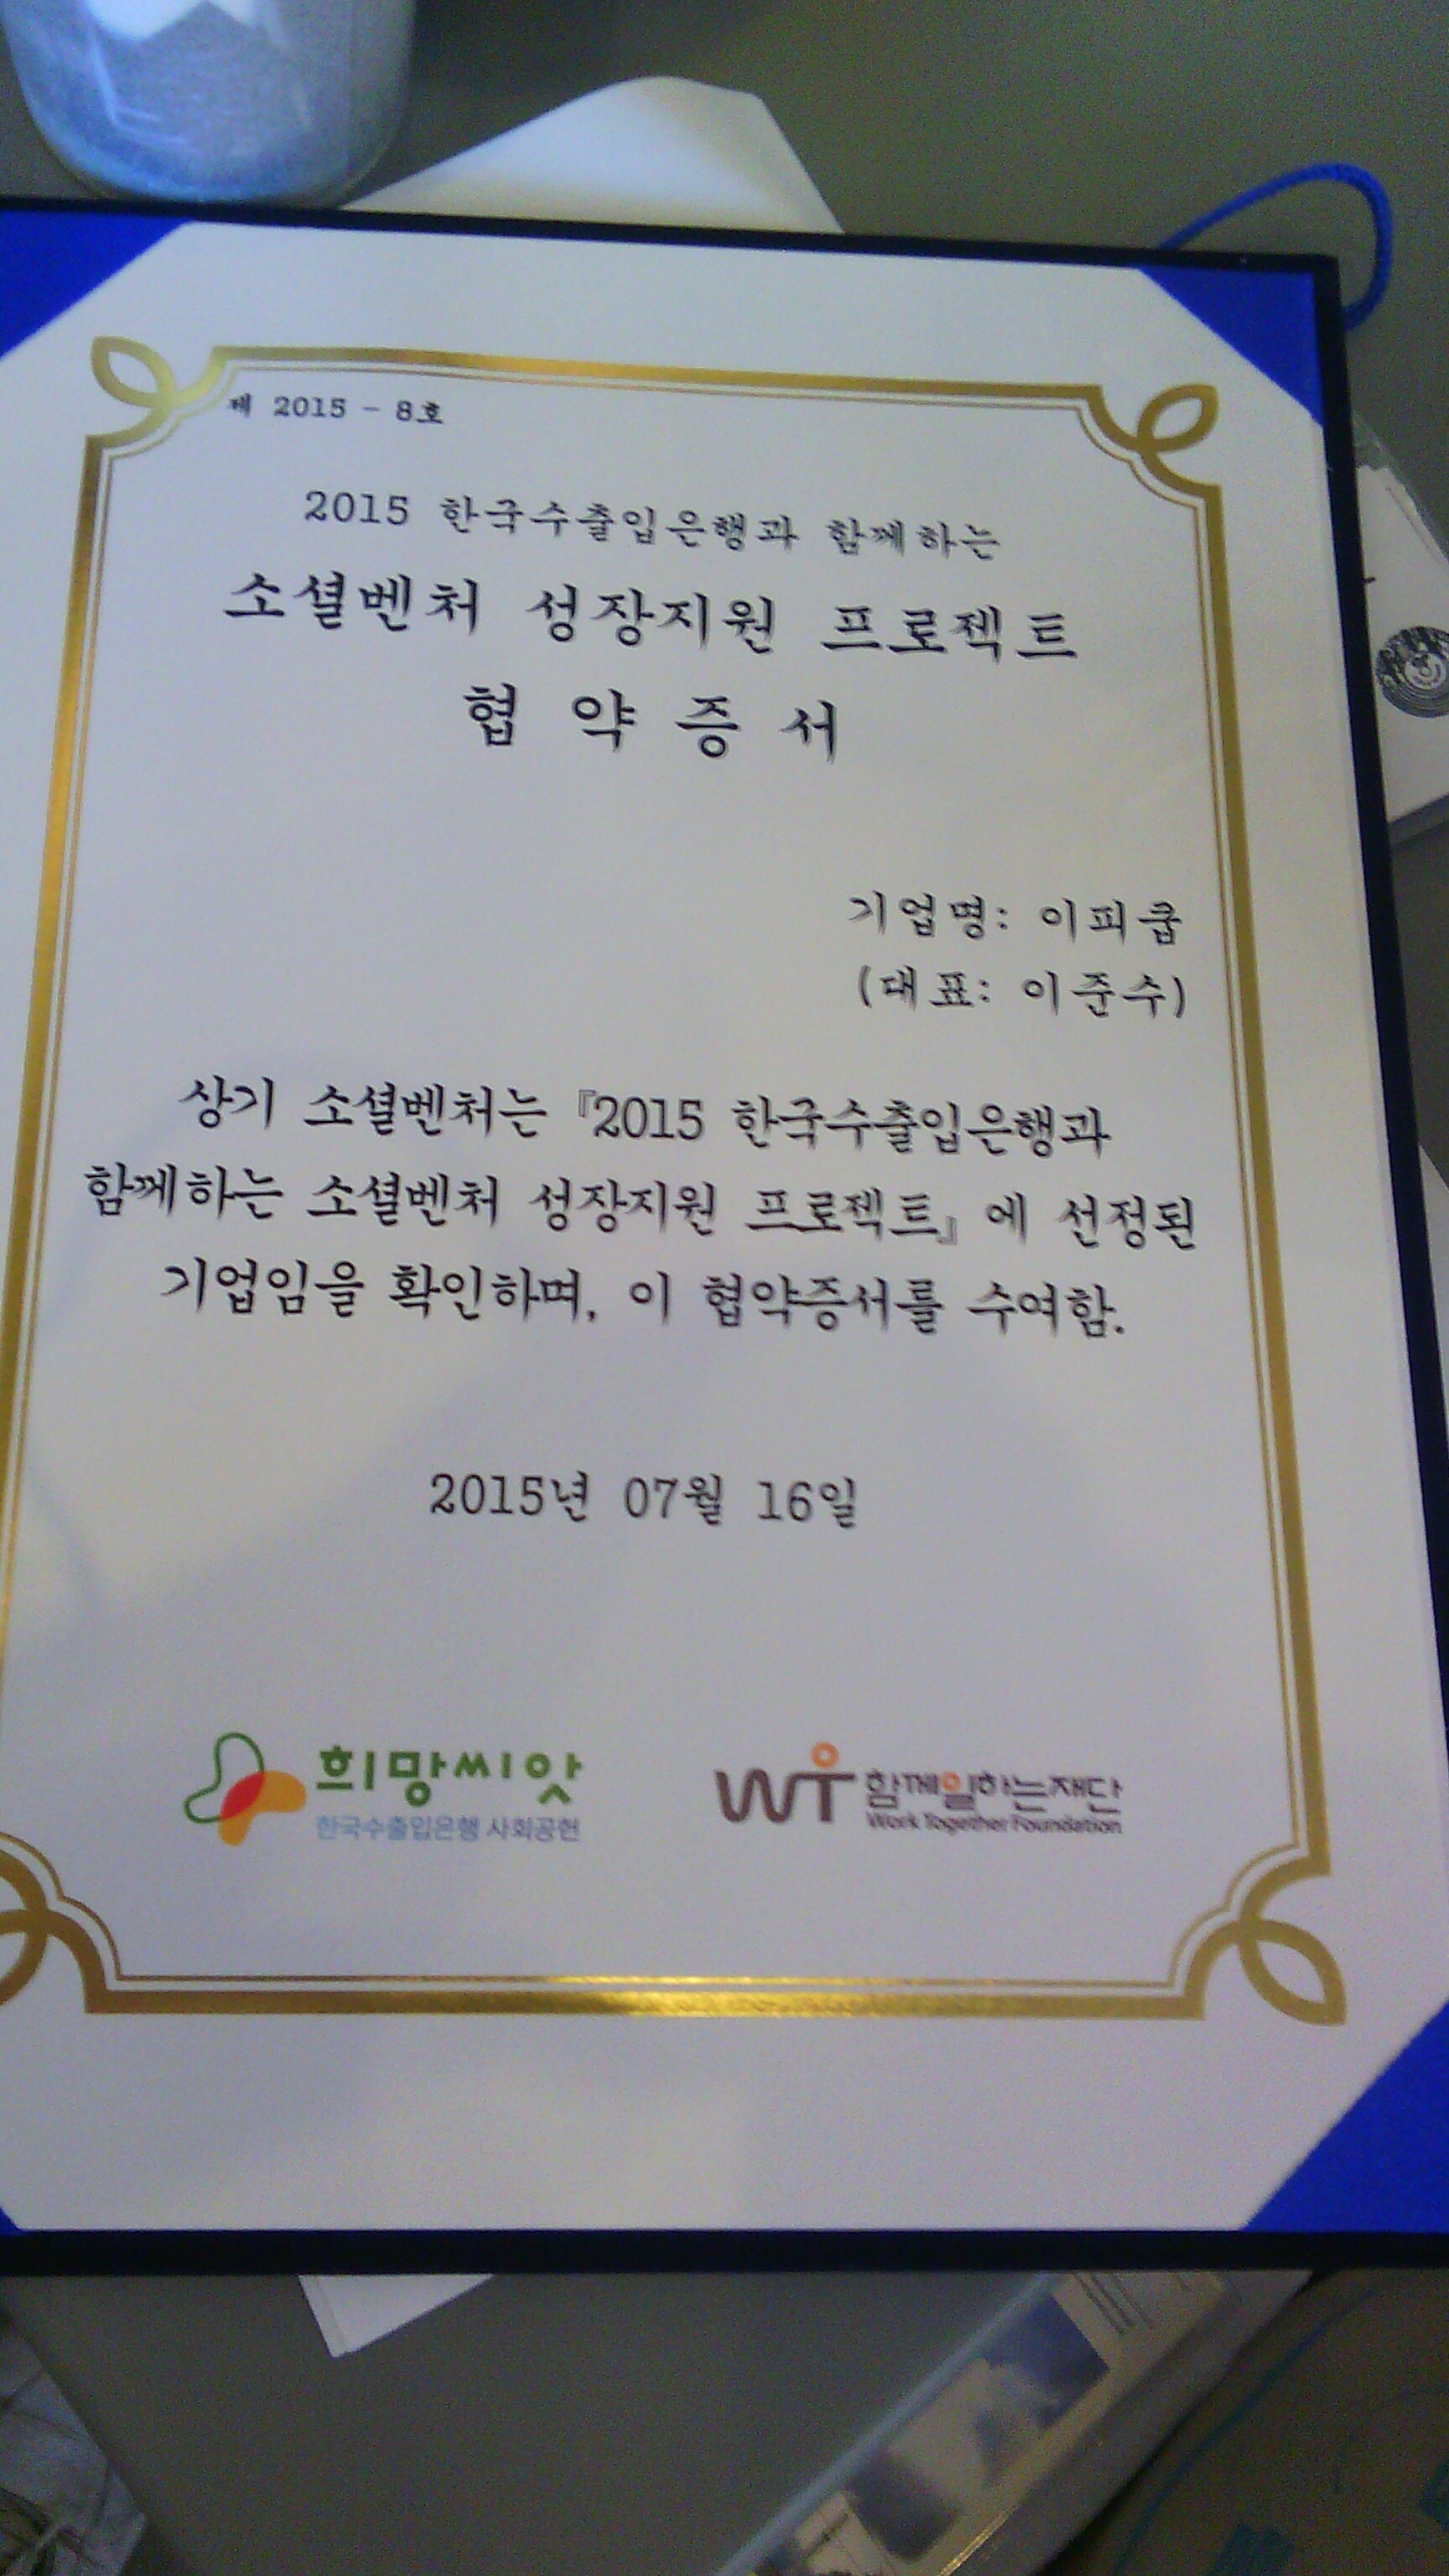 제 2015 - 8호
2015 한국수출입은행과 함께하는
소셜벤처 성장지원 프로젝트
협 약 증 서
기업명: 이피쿱
(대표: 이준수)
상기 소셜벤처는 『2015 한국수출입은행과
함께하는 소셜벤처 성장지원 프로젝트』에 선정된
기업임을 확인하며, 이 협약증서를 수여함.
2015년 07월 16일
희망씨앗
한국수출입은행 사회공헌
WT 함께일하는재단
Work Together Foundation